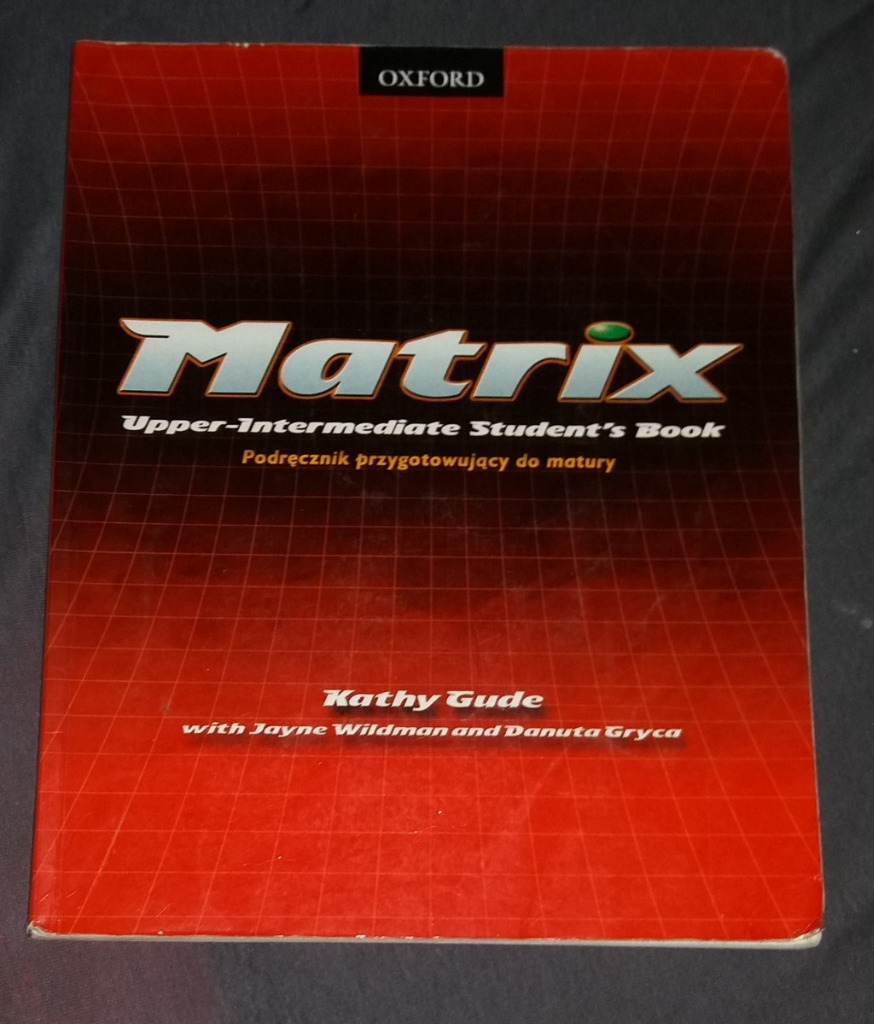 OXFORD
Matrix
Upper-Intermediate Student's Book
Podręcznik przygotowujący do matury
Kathy Gude
with Jayne Wildman and Danuta Gryca